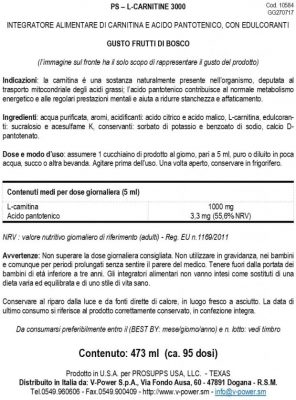 PS – L-CARNITINE 3000
Cod. 10584
GG270717
INTEGRATORE ALIMENTARE DI CARNITINA E ACIDO PANTOTENICO, CON EDULCORANTI
GUSTO FRUTTI DI BOSCO
(l'immagine sul fronte ha il solo scopo di rappresentare il gusto del prodotto)
Indicazioni: la carnitina è una sostanza naturalmente presente nell'organismo, deputata al
trasporto mitocondriale degli acidi grassi; l'acido pantotenico contribuisce al normale metabolismo
energetico e alle regolari prestazioni mentali e aiuta a ridurre stanchezza e affaticamento.
Ingredienti: acqua purificata, aromi, acidificanti: acido citrico e acido malico, L-carnitina, edulco-
ranti: sucralosio e acesulfame K, conservanti: sorbato di potassio e benzoato di sodio, calcio D-
pantotenato.
Dose e modo d'uso: assumere 1 cucchiaino di prodotto al giorno, pari a 5 ml, puro o diluito in poca
acqua, succo o altra bevanda. Agitare prima dell'uso. Una volta aperto, conservare in frigorifero.
Contenuti medi per dose giornaliera (5 ml)
L-carnitina 1000 mg
Acido pantotenico 3,3 mg (55,6% NRV)
NRV : valore nutritivo giornaliero di riferimento (adulti) - Reg. EU n.1169/2011
Avvertenze: Non superare la dose giornaliera consigliata. Non utilizzare in gravidanza, nei bambini
e comunque per periodi prolungati senza sentire il parere del medico. Tenere fuori dalla portata dei
bambini di età inferiore a tre anni. Gli integratori alimentari non vanno intesi come sostituti di una
dieta varia ed equilibrata e di uno stile di vita sano.
Conservare al riparo dalla luce e da fonti dirette di calore, in luogo fresco e asciutto. La data di
ultimo consumo si riferisce al prodotto correttamente conservato, in confezione integra.
Da consumarsi preferibilmente entro il (BEST BY: mese/giorno/anno) e n. lotto: vedi timbro
Contenuto: 473 ml (ca. 95 dosi)
Prodotto in U.S.A. per PROSUPPS USA, LLC. - TEXAS
Distribuito in Italia da: V-Power S.p.A., Via Fondo Ausa, 60 - 47891 Dogana - R.S.M.
Tel.0549.960606 - Fax.0549.900409 - http://www.v-power.sm - info@v-power.sm